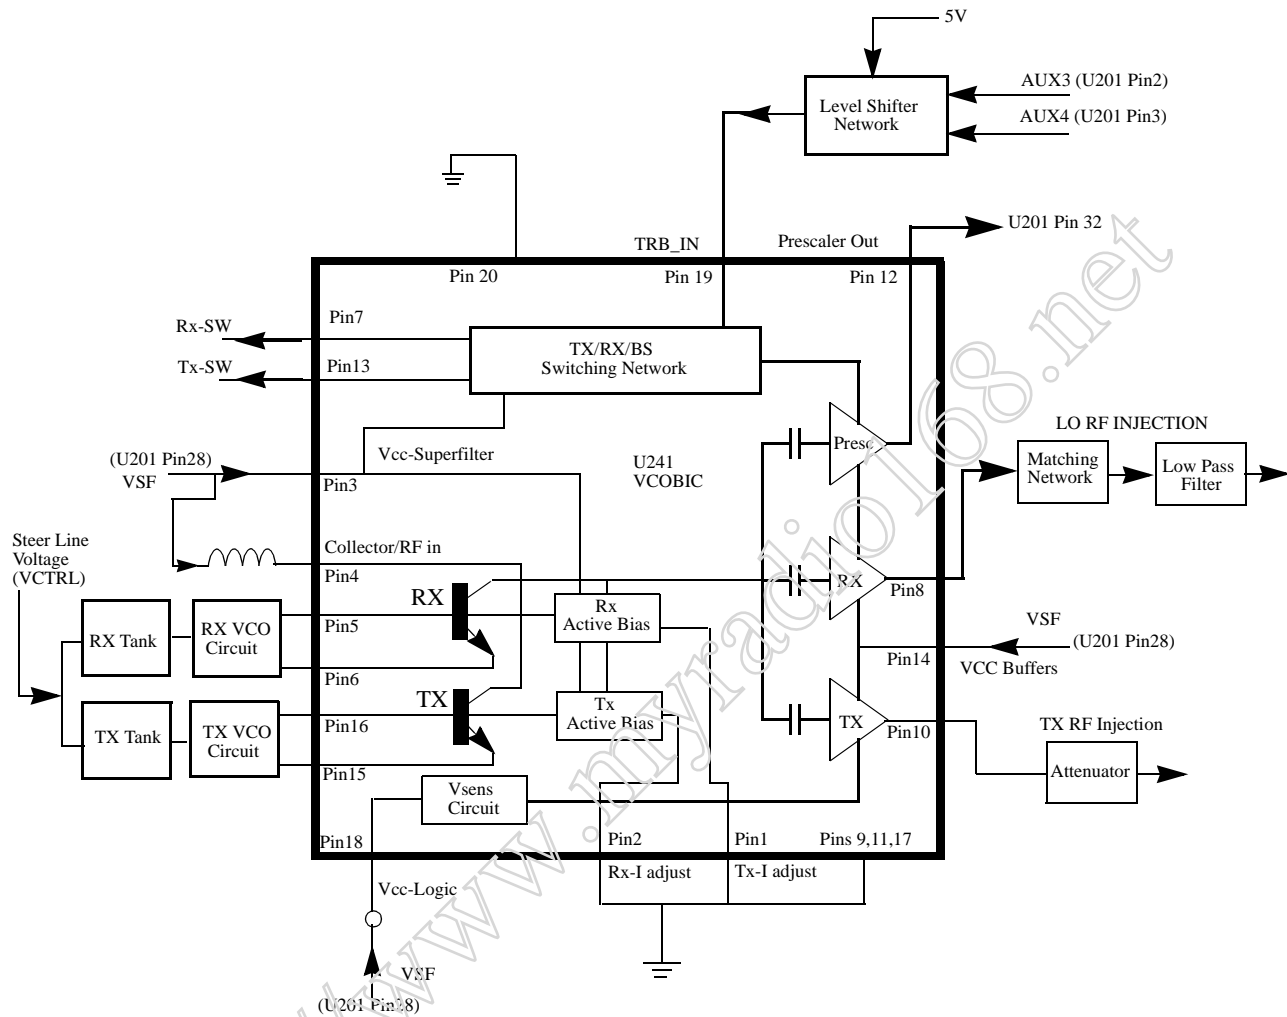 5V
AUX3 (U201 Pin2)
Level Shifter
Network
AUX4 (U201 Pin3)
U201 Pin 32
TRB_IN
Prescaler Out
Pin 20
Pin 19
Pin 12
Pin7
Rx-SW
TX/RX/BS
Switching Network
Tx-SW
Pin13
Presc
LO RF INJECTION
(U201 Pin28)
VSF
Vcc-Superfilter
U241
VCOBIC
Matching
Network
Low Pass
Filter
Pin3
Steer Line
Voltage
(VCTRL)
Collector/RF in
Pin4
RX
Rx
Active Bias
RX
Pin8
RX Tank
RX VCO
Circuit
Pin5
VSF
(U201 Pin28)
Pin14
VCC Buffers
Pin6
TX
Tx
Active Bias
TX
Pin10
TX RF Injection
TX Tank
TX VCO
Circuit
Pin16
Attenuator
Pin15
Vsens
Circuit
Pin18
Pin2
Pin1
Pins 9,11,17
Rx-I adjust
Tx-I adjust
Vcc-Logic
VSF
(U201 Pin28)
//www.myradio168.net